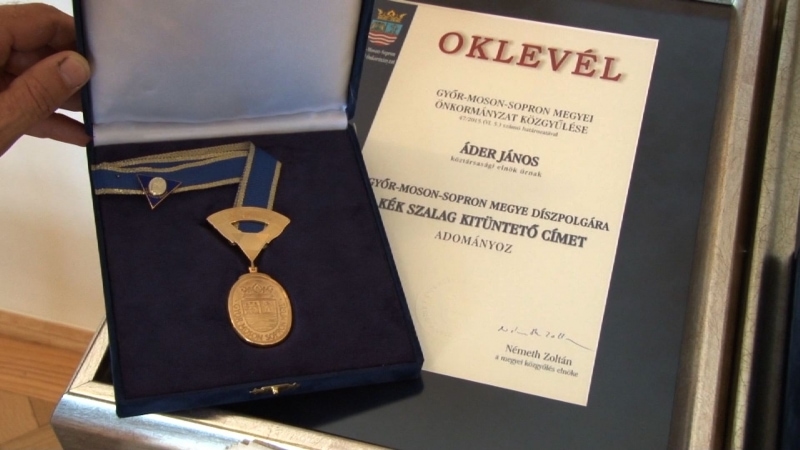 OKLEVÉL
GYŐR-MOSON-SOPRON MEGYEI
ÖNKORMÁNYZAT KÖZGYŰLÉSE
ÁDER JÁNOS
köztársasági elnök úrnak
GYŐR-MOSON-SOPRON MEGYE DÍSZPOLGÁRA
KÉK SZALAG KITÜNTETŐ CÍMET
ADOMÁNYOZ
Németh Zoltán
a megyei közgyűlés elnöke